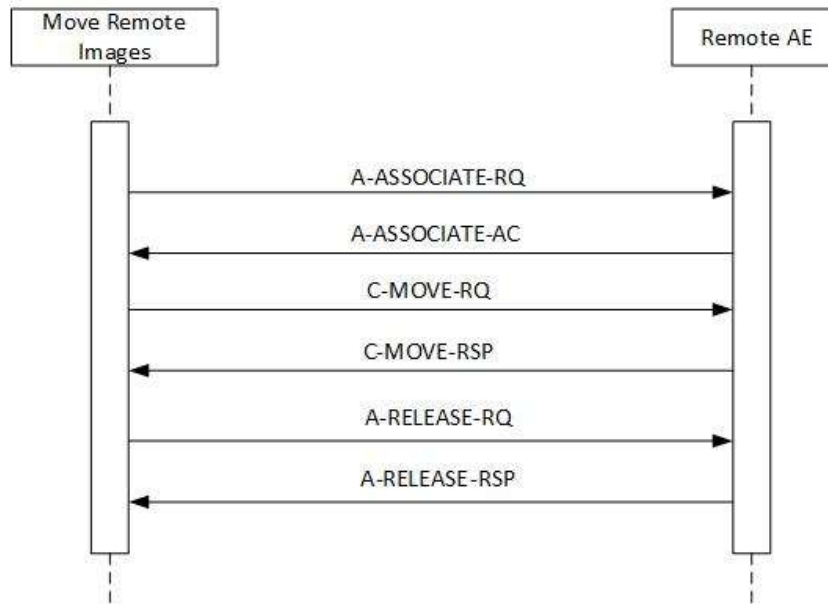 Move Remote
Images
Remote AE
A-ASSOCIATE-RQ
A-ASSOCIATE-AC
C-MOVE-RQ
C-MOVE-RSP
A-RELEASE-RQ
A-RELEASE-RSP